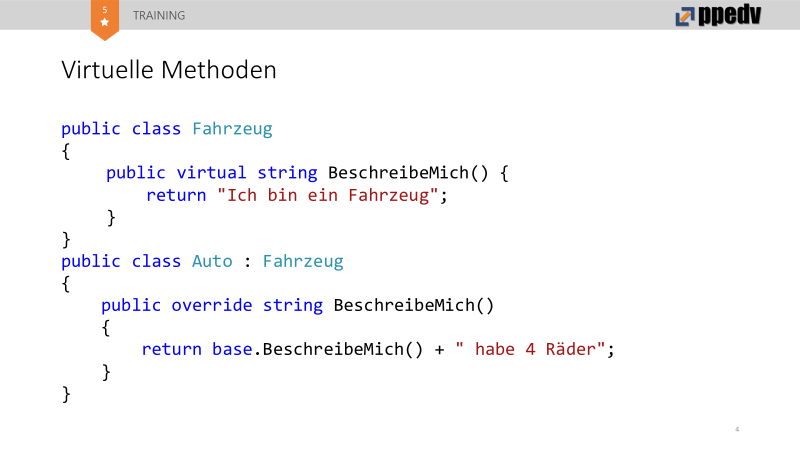 5
TRAINING
ppedv
Virtuelle Methoden
public class Fahrzeug
{
    public virtual string BeschreibeMich() {
        return "Ich bin ein Fahrzeug";
    }
}
public class Auto : Fahrzeug
{
    public override string BeschreibeMich()
    {
        return base.BeschreibeMich() + " habe 4 Räder";
    }
}
4